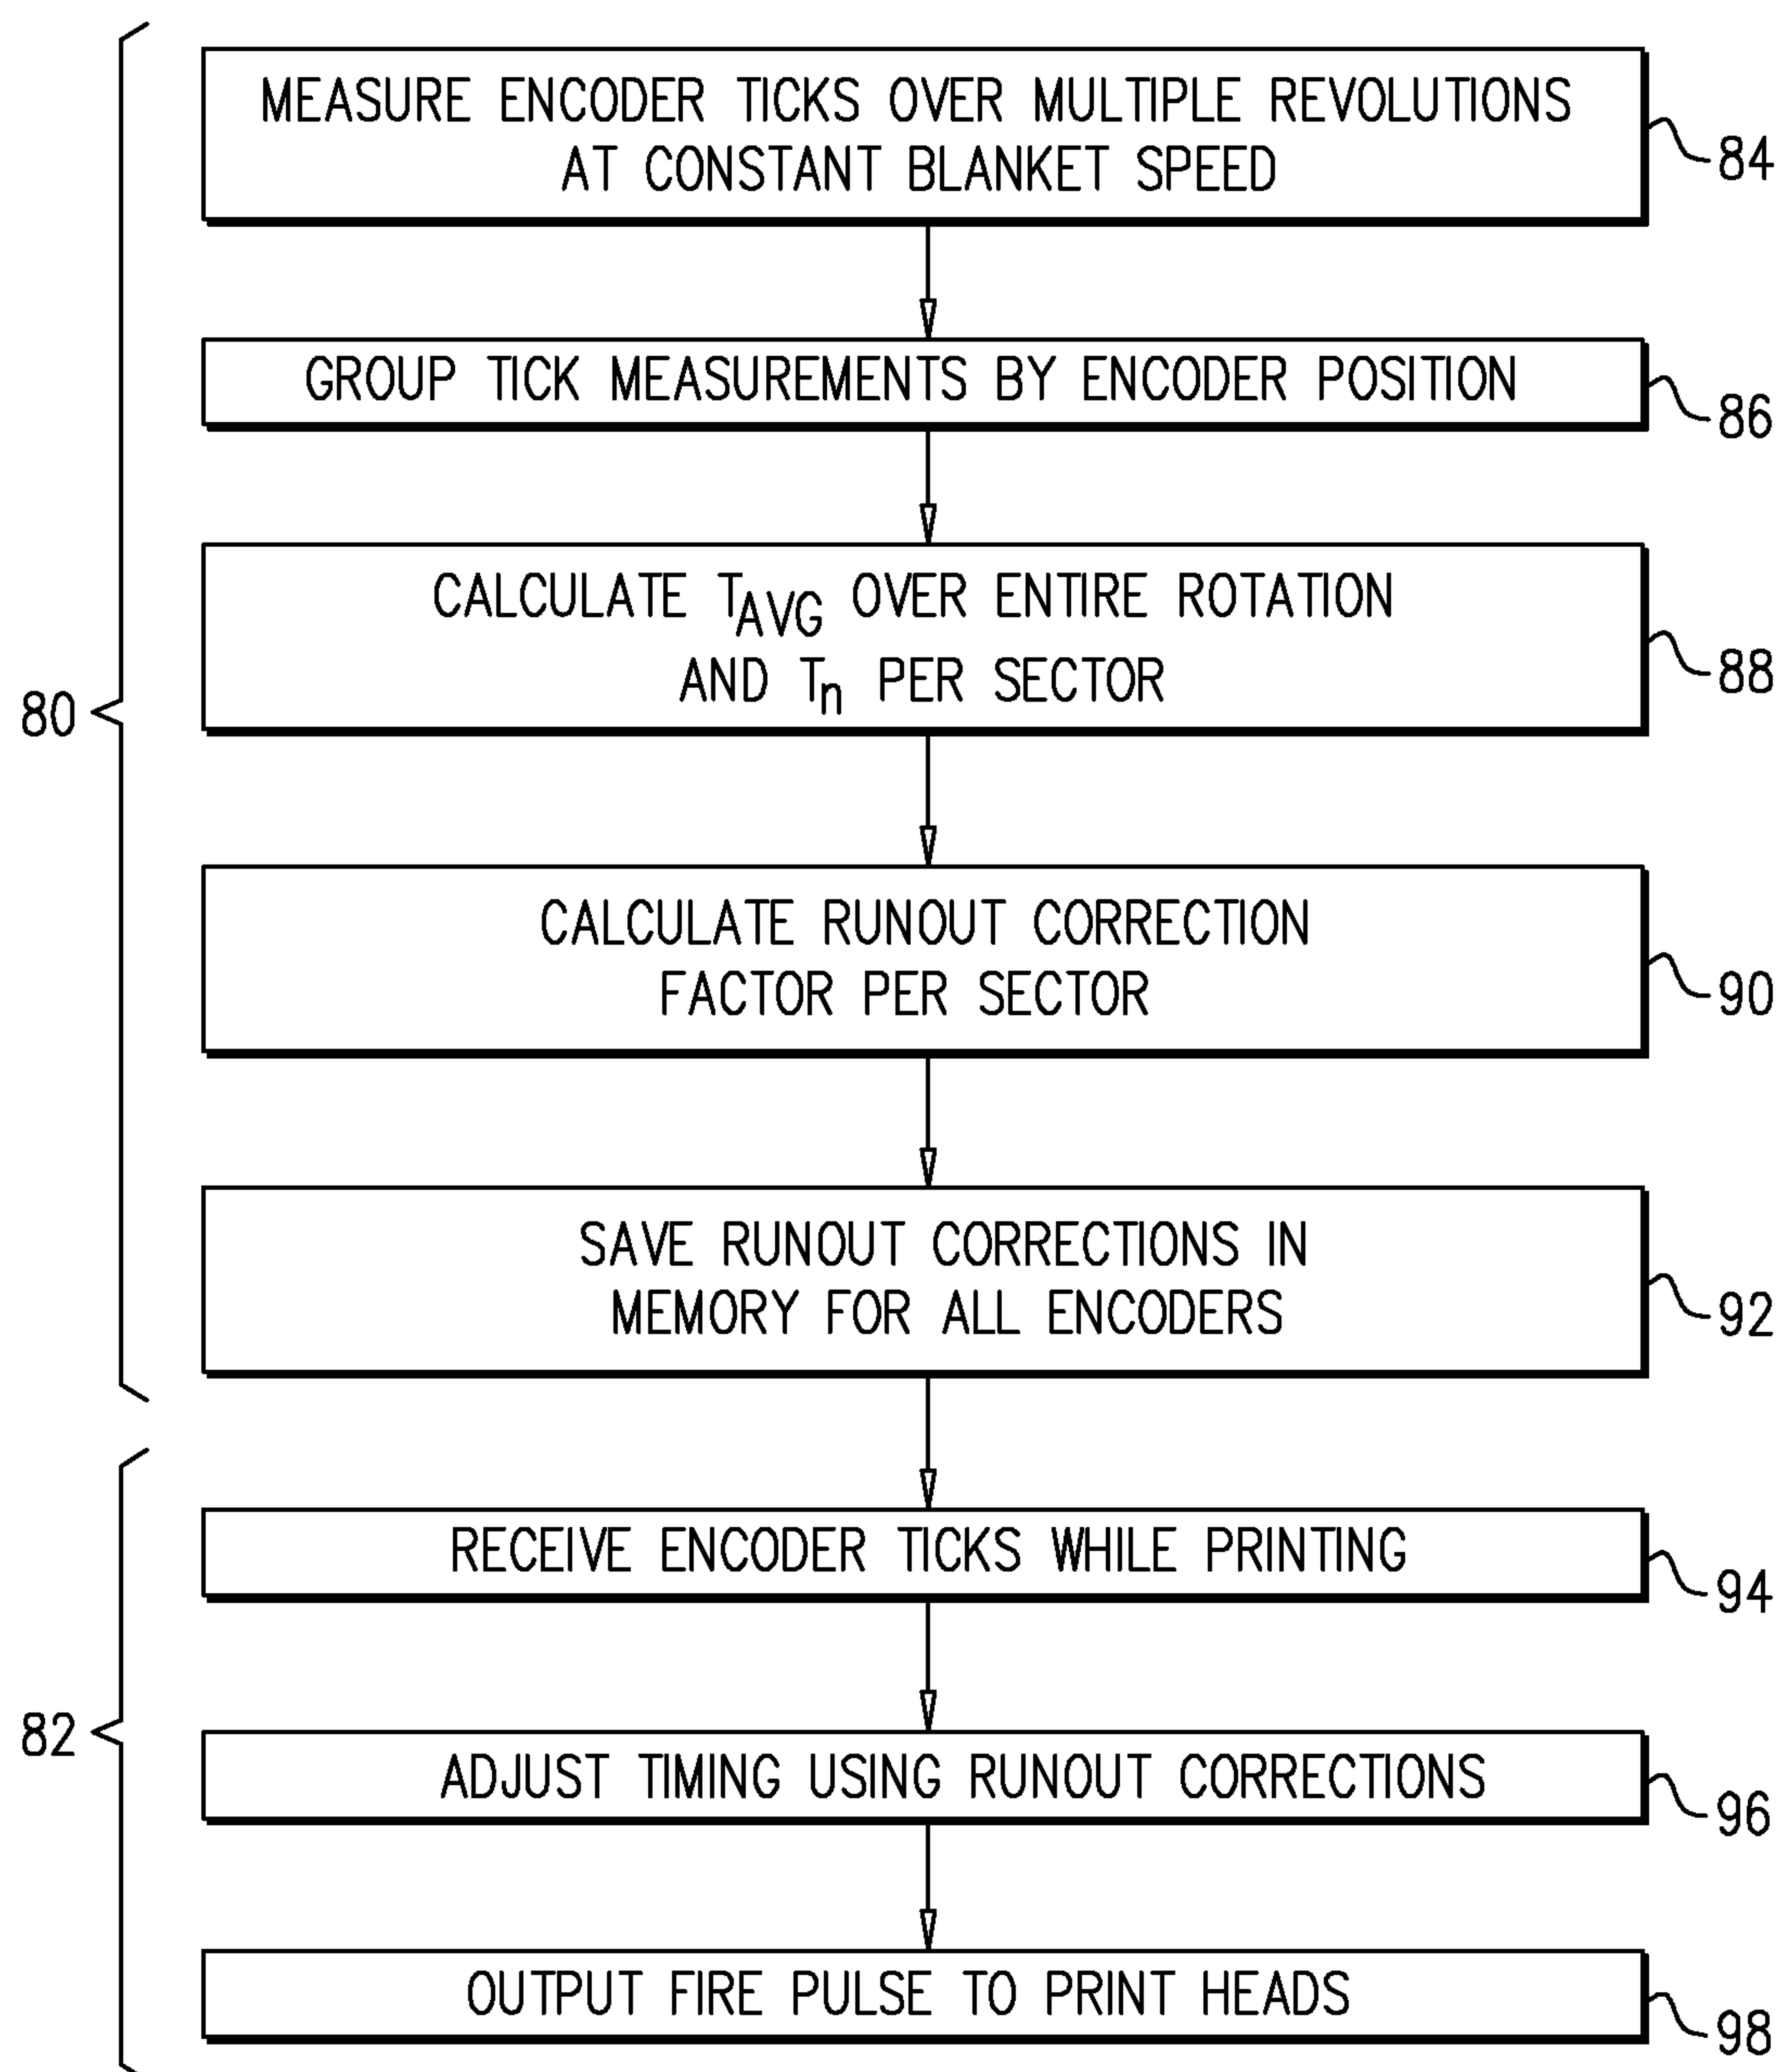 MEASURE ENCODER TICKS OVER MULTIPLE REVOLUTIONS
AT CONSTANT BLANKET SPEED
84
GROUP TICK MEASUREMENTS BY ENCODER POSITION
86
CALCULATE TAVG OVER ENTIRE ROTATION
AND Tn PER SECTOR
88
80
CALCULATE RUNOUT CORRECTION
FACTOR PER SECTOR
90
SAVE RUNOUT CORRECTIONS IN
MEMORY FOR ALL ENCODERS
92
RECEIVE ENCODER TICKS WHILE PRINTING
94
82
ADJUST TIMING USING RUNOUT CORRECTIONS
96
OUTPUT FIRE PULSE TO PRINT HEADS
98